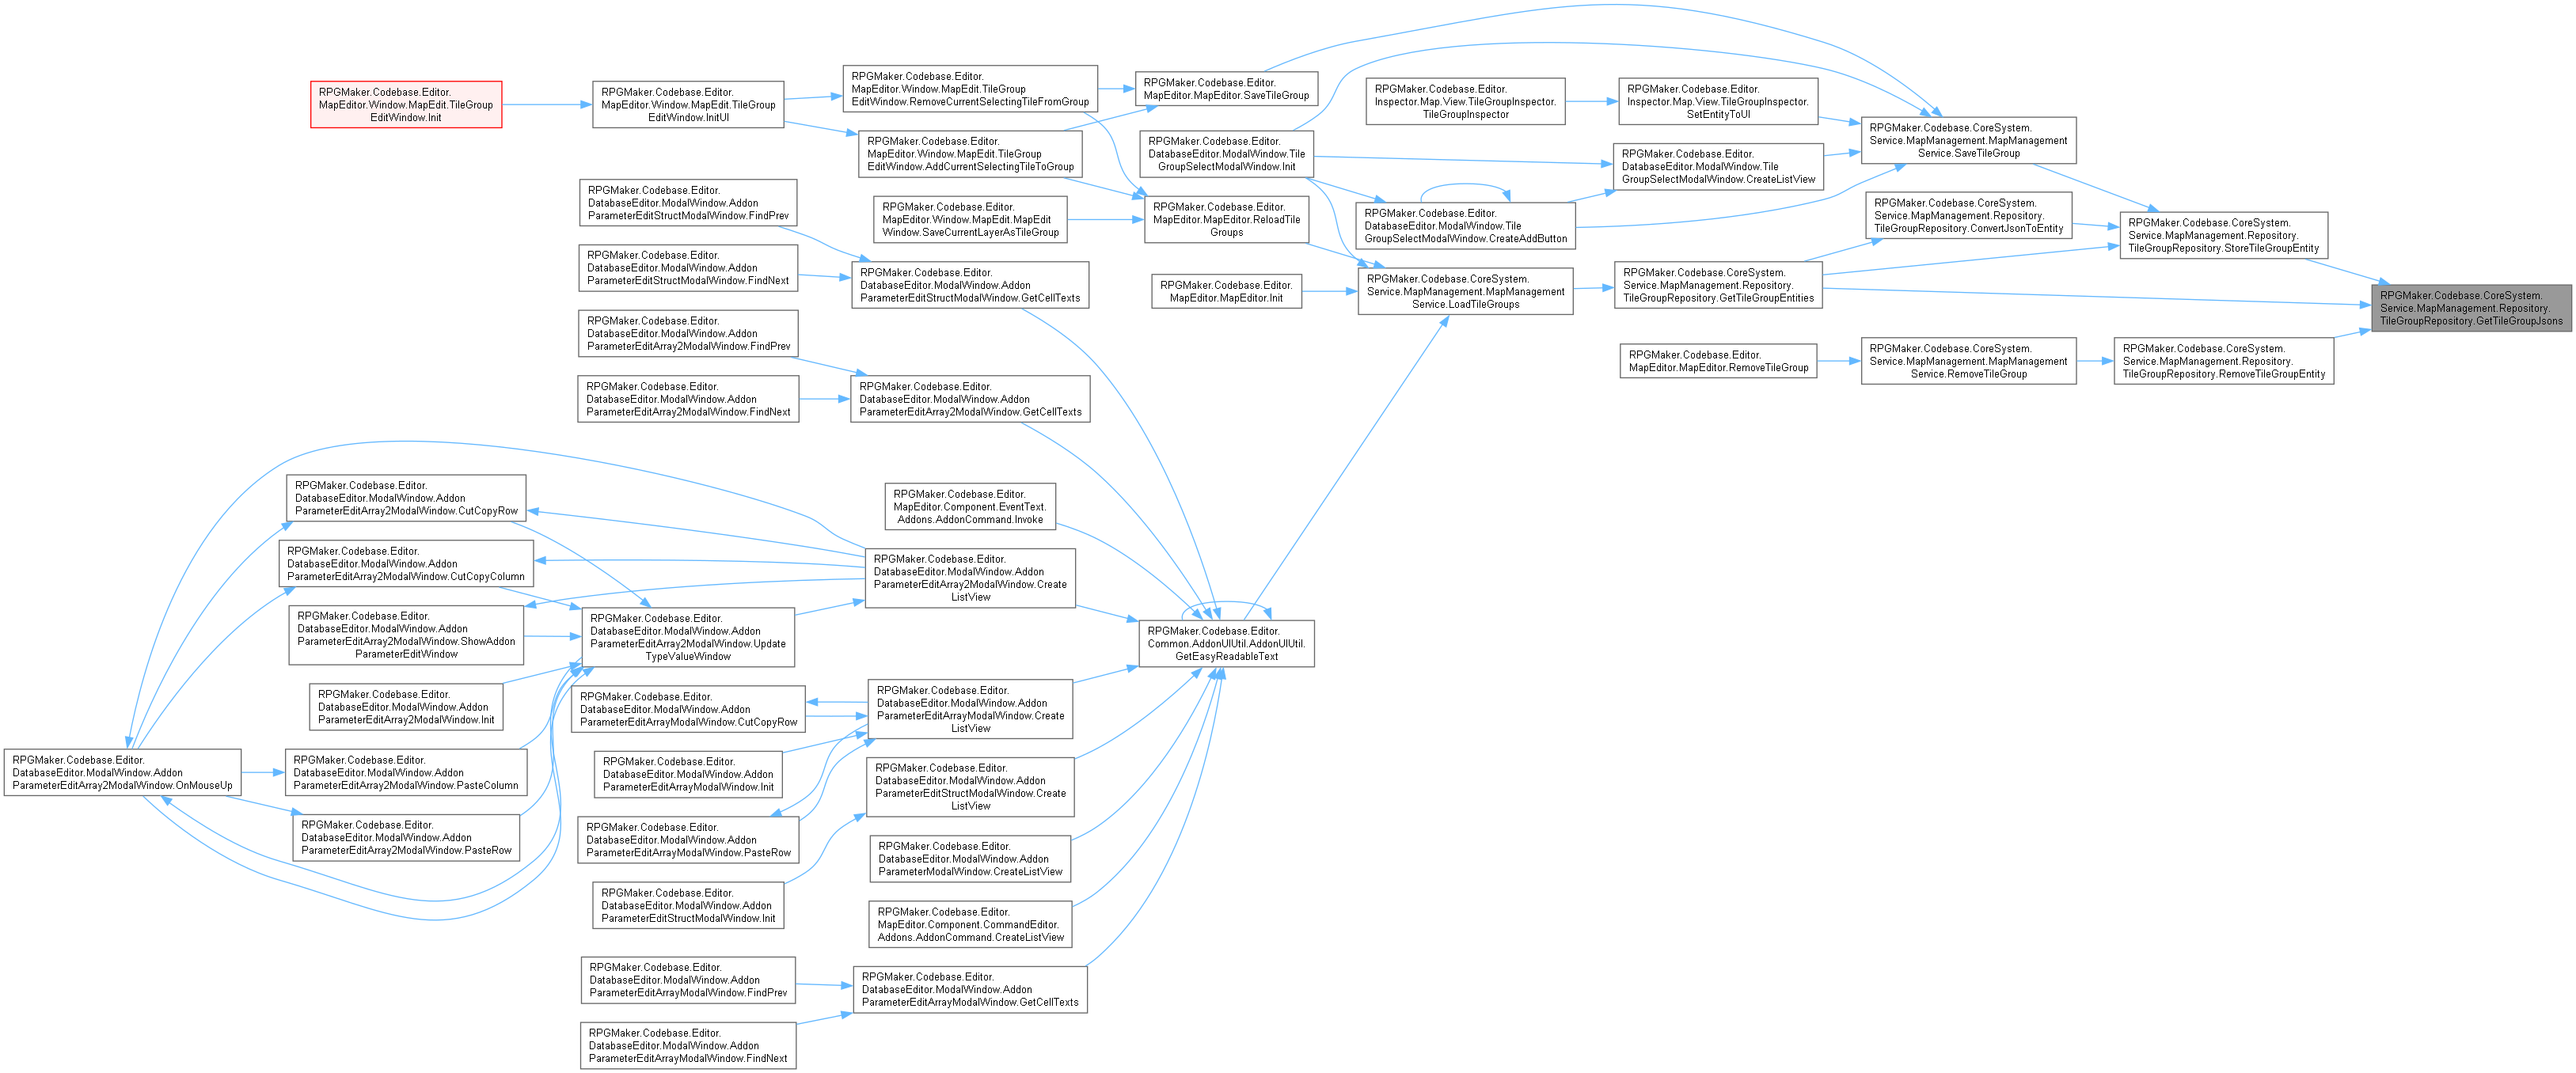 RPGMaker.Codebase.Editor.
MapEditor.Window.MapEdit.TileGroup
EditWindow.Init
RPGMaker.Codebase.Editor.
MapEditor.Window.MapEdit.TileGroup
EditWindow.InitUI
RPGMaker.Codebase.Editor.
MapEditor.Window.MapEdit.TileGroup
EditWindow.RemoveCurrentSelectingTileFromGroup
RPGMaker.Codebase.Editor.
MapEditor.MapEditor.SaveTileGroup
RPGMaker.Codebase.Editor.
Inspector.Map.View.TileGroupInspector.
TileGroupInspector
RPGMaker.Codebase.Editor.
Inspector.Map.View.TileGroupInspector.
SetEntityToUI
RPGMaker.Codebase.CoreSystem.
Service.MapManagement.MapManagement
Service.SaveTileGroup
RPGMaker.Codebase.Editor.
MapEditor.Window.MapEdit.TileGroup
EditWindow.AddCurrentSelectingTileToGroup
RPGMaker.Codebase.Editor.
DatabaseEditor.ModalWindow.Tile
GroupSelectModalWindow.Init
RPGMaker.Codebase.Editor.
DatabaseEditor.ModalWindow.Tile
GroupSelectModalWindow.CreateListView
RPGMaker.Codebase.Editor.
DatabaseEditor.ModalWindow.Addon
ParameterEditStructModalWindow.FindPrev
RPGMaker.Codebase.Editor.
MapEditor.Window.MapEdit.MapEdit
Window.SaveCurrentLayerAsTileGroup
RPGMaker.Codebase.Editor.
MapEditor.MapEditor.ReloadTile
Groups
RPGMaker.Codebase.Editor.
DatabaseEditor.ModalWindow.Tile
GroupSelectModalWindow.CreateAddButton
RPGMaker.Codebase.CoreSystem.
Service.MapManagement.Repository.
TileGroupRepository.ConvertJsonToEntity
RPGMaker.Codebase.CoreSystem.
Service.MapManagement.Repository.
TileGroupRepository.StoreTileGroupEntity
RPGMaker.Codebase.Editor.
DatabaseEditor.ModalWindow.Addon
ParameterEditStructModalWindow.FindNext
RPGMaker.Codebase.Editor.
DatabaseEditor.ModalWindow.Addon
ParameterEditStructModalWindow.GetCellTexts
RPGMaker.Codebase.Editor.
MapEditor.MapEditor.Init
RPGMaker.Codebase.CoreSystem.
Service.MapManagement.MapManagement
Service.LoadTileGroups
RPGMaker.Codebase.CoreSystem.
Service.MapManagement.Repository.
TileGroupRepository.GetTileGroupEntities
RPGMaker.Codebase.CoreSystem.
Service.MapManagement.Repository.
TileGroupRepository.GetTileGroupJsons
RPGMaker.Codebase.Editor.
DatabaseEditor.ModalWindow.Addon
ParameterEditArray2ModalWindow.FindPrev
RPGMaker.Codebase.Editor.
MapEditor.MapEditor.RemoveTileGroup
RPGMaker.Codebase.CoreSystem.
Service.MapManagement.MapManagement
Service.RemoveTileGroup
RPGMaker.Codebase.CoreSystem.
Service.MapManagement.Repository.
TileGroupRepository.RemoveTileGroupEntity
RPGMaker.Codebase.Editor.
DatabaseEditor.ModalWindow.Addon
ParameterEditArray2ModalWindow.FindNext
RPGMaker.Codebase.Editor.
DatabaseEditor.ModalWindow.Addon
ParameterEditArray2ModalWindow.GetCellTexts
RPGMaker.Codebase.Editor.
DatabaseEditor.ModalWindow.Addon
ParameterEditArray2ModalWindow.CutCopyRow
RPGMaker.Codebase.Editor.
MapEditor.Component.EventText.
Addons.AddonCommand.Invoke
RPGMaker.Codebase.Editor.
DatabaseEditor.ModalWindow.Addon
ParameterEditArray2ModalWindow.CutCopyColumn
RPGMaker.Codebase.Editor.
DatabaseEditor.ModalWindow.Addon
ParameterEditArray2ModalWindow.Create
ListView
RPGMaker.Codebase.Editor.
DatabaseEditor.ModalWindow.Addon
ParameterEditArray2ModalWindow.ShowAddon
ParameterEditWindow
RPGMaker.Codebase.Editor.
DatabaseEditor.ModalWindow.Addon
ParameterEditArray2ModalWindow.Update
TypeValueWindow
RPGMaker.Codebase.Editor.
Common.AddonUIUtil.AddonUIUtil.
GetEasyReadableText
RPGMaker.Codebase.Editor.
DatabaseEditor.ModalWindow.Addon
ParameterEditArray2ModalWindow.Init
RPGMaker.Codebase.Editor.
DatabaseEditor.ModalWindow.Addon
ParameterEditArrayModalWindow.CutCopyRow
RPGMaker.Codebase.Editor.
DatabaseEditor.ModalWindow.Addon
ParameterEditArrayModalWindow.Create
ListView
RPGMaker.Codebase.Editor.
DatabaseEditor.ModalWindow.Addon
ParameterEditArray2ModalWindow.OnMouseUp
RPGMaker.Codebase.Editor.
DatabaseEditor.ModalWindow.Addon
ParameterEditArray2ModalWindow.PasteColumn
RPGMaker.Codebase.Editor.
DatabaseEditor.ModalWindow.Addon
ParameterEditArrayModalWindow.Init
RPGMaker.Codebase.Editor.
DatabaseEditor.ModalWindow.Addon
ParameterEditStructModalWindow.Create
ListView
RPGMaker.Codebase.Editor.
DatabaseEditor.ModalWindow.Addon
ParameterEditArray2ModalWindow.PasteRow
RPGMaker.Codebase.Editor.
DatabaseEditor.ModalWindow.Addon
ParameterEditArrayModalWindow.PasteRow
RPGMaker.Codebase.Editor.
DatabaseEditor.ModalWindow.Addon
ParameterModalWindow.CreateListView
RPGMaker.Codebase.Editor.
DatabaseEditor.ModalWindow.Addon
ParameterEditStructModalWindow.Init
RPGMaker.Codebase.Editor.
MapEditor.Component.CommandEditor.
Addons.AddonCommand.CreateListView
RPGMaker.Codebase.Editor.
DatabaseEditor.ModalWindow.Addon
ParameterEditArrayModalWindow.FindPrev
RPGMaker.Codebase.Editor.
DatabaseEditor.ModalWindow.Addon
ParameterEditArrayModalWindow.GetCellTexts
RPGMaker.Codebase.Editor.
DatabaseEditor.ModalWindow.Addon
ParameterEditArrayModalWindow.FindNext